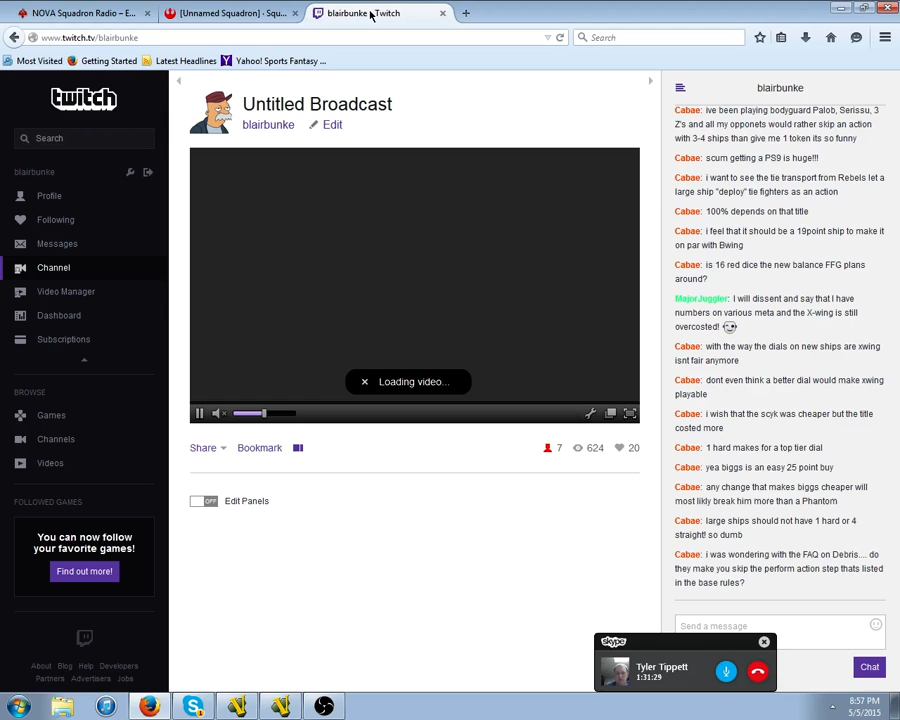 NOVA Squadron Radio – E...
[Unnamed Squadron] · Squ...
blairbunke - Twitch
www.twitch.tv/blairbunke
Search
Most Visited
Getting Started
Latest Headlines
Yahoo! Sports Fantasy ...
twitch
Search
blairbunke
Profile
Following
Messages
Channel
Video Manager
Dashboard
Subscriptions
BROWSE
Games
Channels
Videos
FOLLOWED GAMES
You can now follow
your favorite games!
Find out more!
About Blog Help Developers
Partners Advertisers Jobs
Untitled Broadcast
blairbunke
Edit
Loading video...
Share
Bookmark
7
624
20
OFF
Edit Panels
blairbunke
Cabae: ive been playing bodyguard Palob, Serissu, 3
Z's and all my opponents would rather skip an action
with 3-4 ships than give me 1 token its so funny
Cabae: scum getting a PS9 is huge!!!
Cabae: i want to see the tie transport from Rebels let a
large ship "deploy" tie fighters as an action
Cabae: 100% depends on that title
Cabae: i feel that it should be a 19point ship to make it
on par with Bwing
Cabae: is 16 red dice the new balance FFG plans
around?
MajorJuggler: I will dissent and say that I have
numbers on various meta and the X-wing is still
overcosted!
Cabae: with the way the dials on new ships are xwing
isnt fair anymore
Cabae: dont even think a better dial would make xwing
playable
Cabae: i wish that the scyk was cheaper but the title
costed more
Cabae: 1 hard makes for a top tier dial
Cabae: yea biggs is an easy 25 point buy
Cabae: any change that makes biggs cheaper will
most likly break him more than a Phantom
Cabae: large ships should not have 1 hard or 4
straight! so dumb
Cabae: i was wondering with the FAQ on Debris.... do
they make you skip the perform action step thats listed
in the base rules?
Send a message
Chat
skype
Tyler Tippett
1:31:29
8:57 PM
5/5/2015